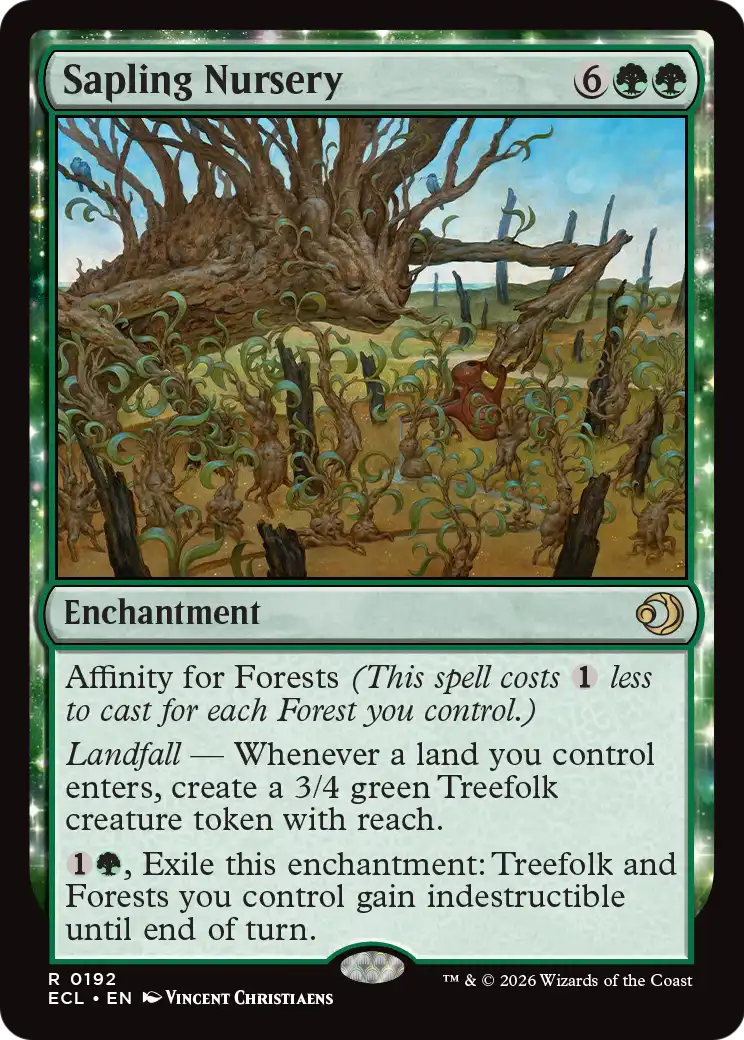 Sapling Nursery 6
Enchantment
Affinity for Forests (This spell costs 1 less
to cast for each Forest you control.)
Landfall — Whenever a land you control
enters, create a 3/4 green Treefolk
creature token with reach.
1, Exile this enchantment: Treefolk and
Forests you control gain indestructible
until end of turn.
R 0192
ECL • EN Vincent Christiaens
™ & © 2026 Wizards of the Coast